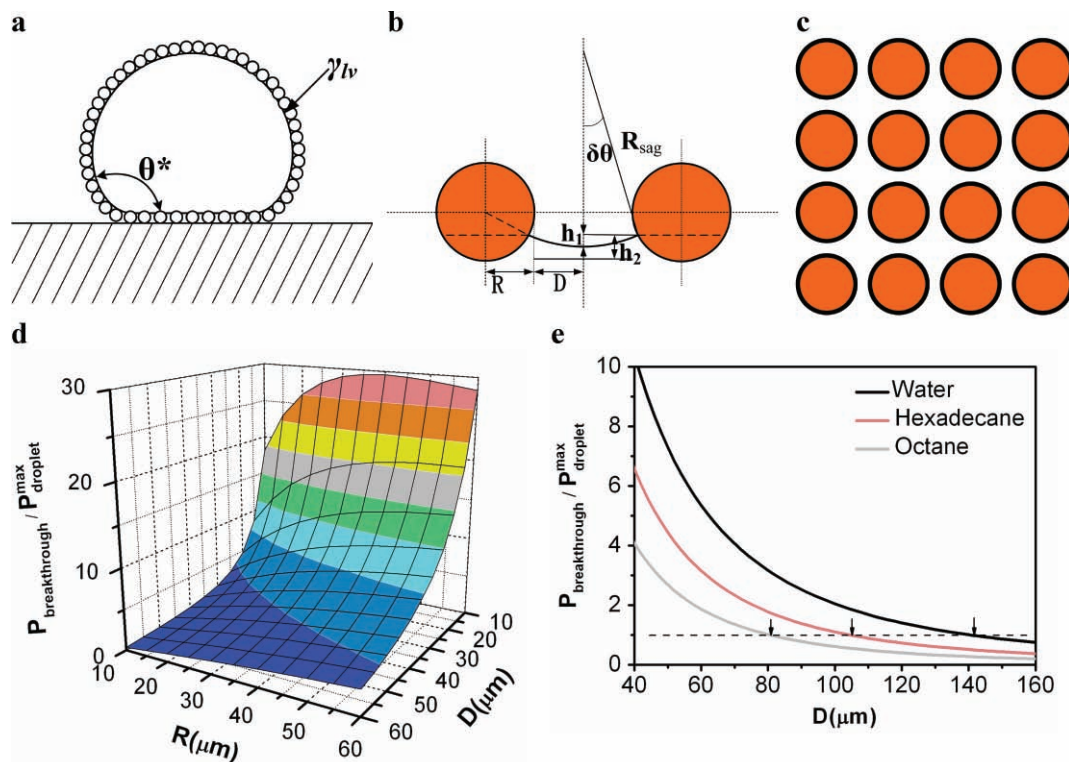 a
γlv
θ*
b
δθ
Rsag
h1
h2
R
D
c
d
Pbreakthrough / Pmaxdroplet
30
20
10
0
10
20
30
40
50
60
R(μm)
10
20
30
40
50
60
D(μm)
e
Pbreakthrough / Pmaxdroplet
10
8
6
4
2
0
Water
Hexadecane
Octane
40 60 80 100 120 140 160
D(μm)